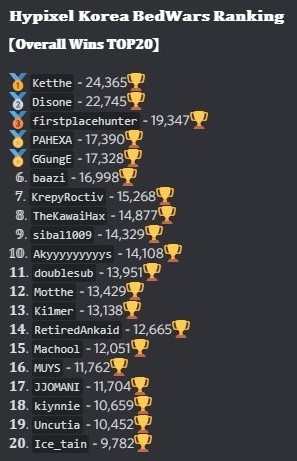 Hypixel Korea BedWars Ranking
【Overall Wins TOP20】
🥇 Ketthe - 24,365🏆
🥈 Disone - 22,745🏆
🥉 firstplacehunter - 19,347🏆
🏅 PAHEXA - 17,390🏆
🏅 GGungE - 17,328🏆
6. baazi - 16,998🏆
7. KrepyRoctiv - 15,268🏆
8. TheKawaiHax - 14,877🏆
9. sibal1009 - 14,329🏆
10. Akyyyyyyyyys - 14,108🏆
11. doublesub - 13,951🏆
12. Motthe - 13,429🏆
13. Ki1mer - 13,138🏆
14. RetiredAnkaid - 12,665🏆
15. Machool - 12,051🏆
16. MUYS - 11,762🏆
17. JJOMANI - 11,704🏆
18. kiynnie - 10,659🏆
19. Uncutia - 10,452🏆
20. Ice_tain - 9,782🏆